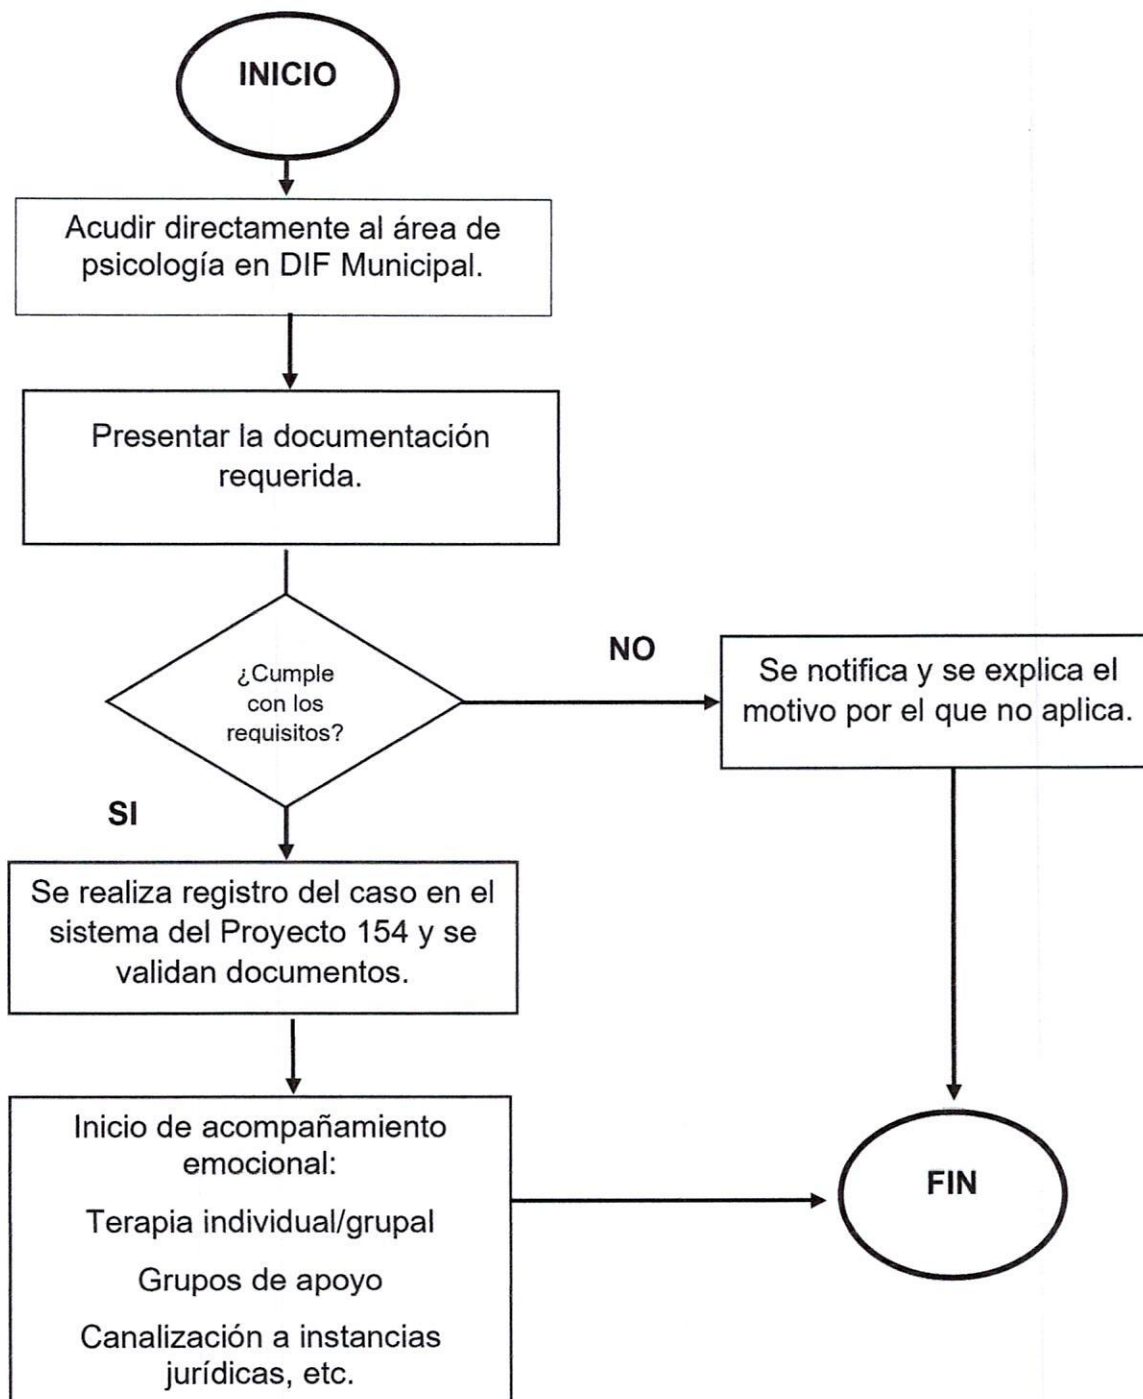 INICIO
Acudir directamente al área de
psicología en DIF Municipal.
Presentar la documentación
requerida.
¿Cumple
con los
requisitos?
NO
Se notifica y se explica el
motivo por el que no aplica.
SI
Se realiza registro del caso en el
sistema del Proyecto 154 y se
validan documentos.
Inicio de acompañamiento
emocional:
Terapia individual/grupal
Grupos de apoyo
Canalización a instancias
jurídicas, etc.
FIN